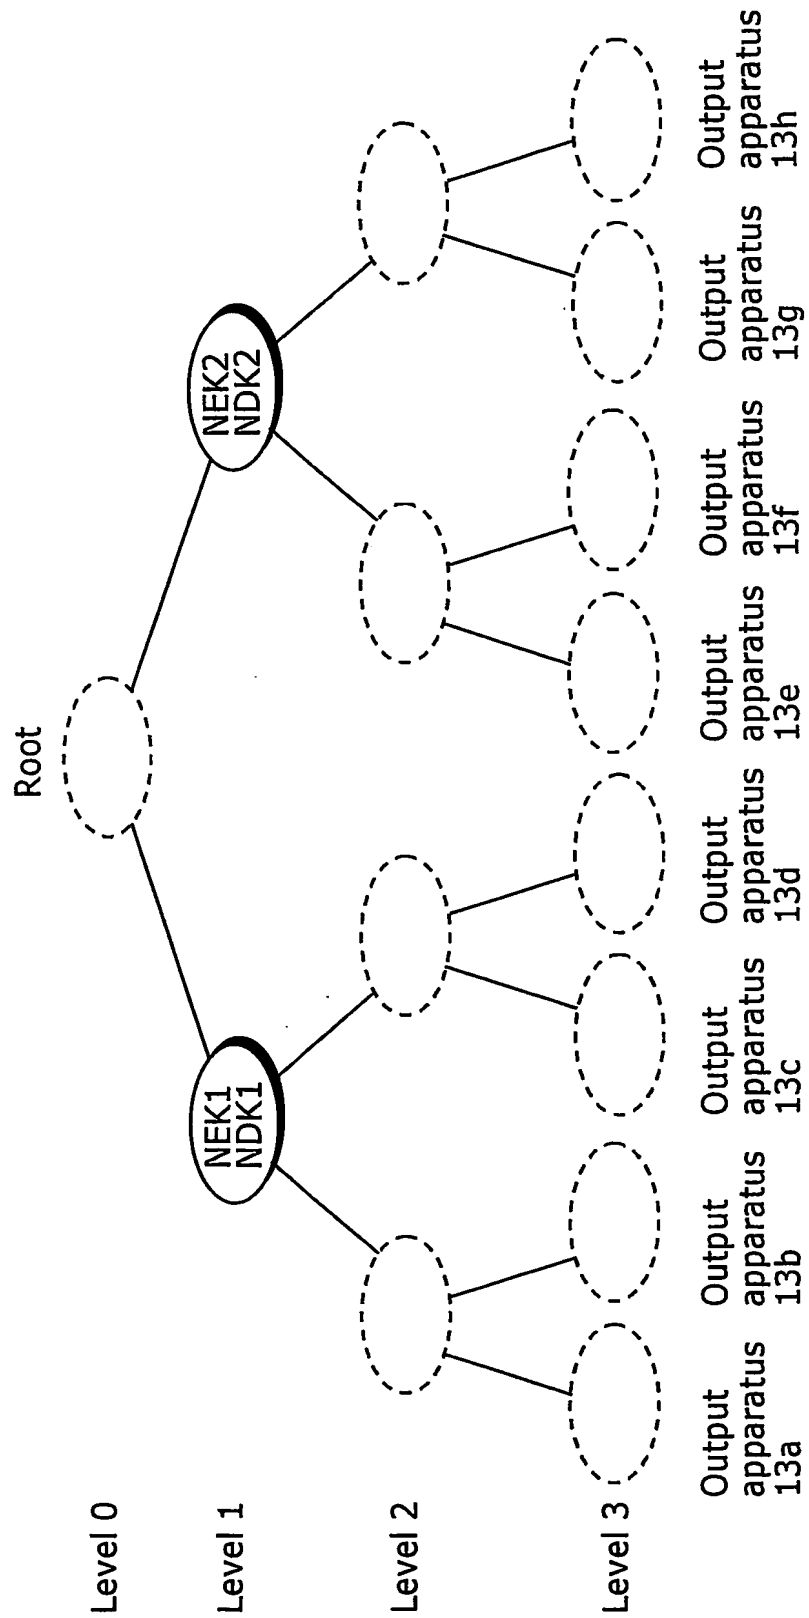 Root
Level 0
Level 1
NEK1
NDK1
NEK2
NDK2
Level 2
Level 3
Output
apparatus
13a
Output
apparatus
13b
Output
apparatus
13c
Output
apparatus
13d
Output
apparatus
13e
Output
apparatus
13f
Output
apparatus
13g
Output
apparatus
13h